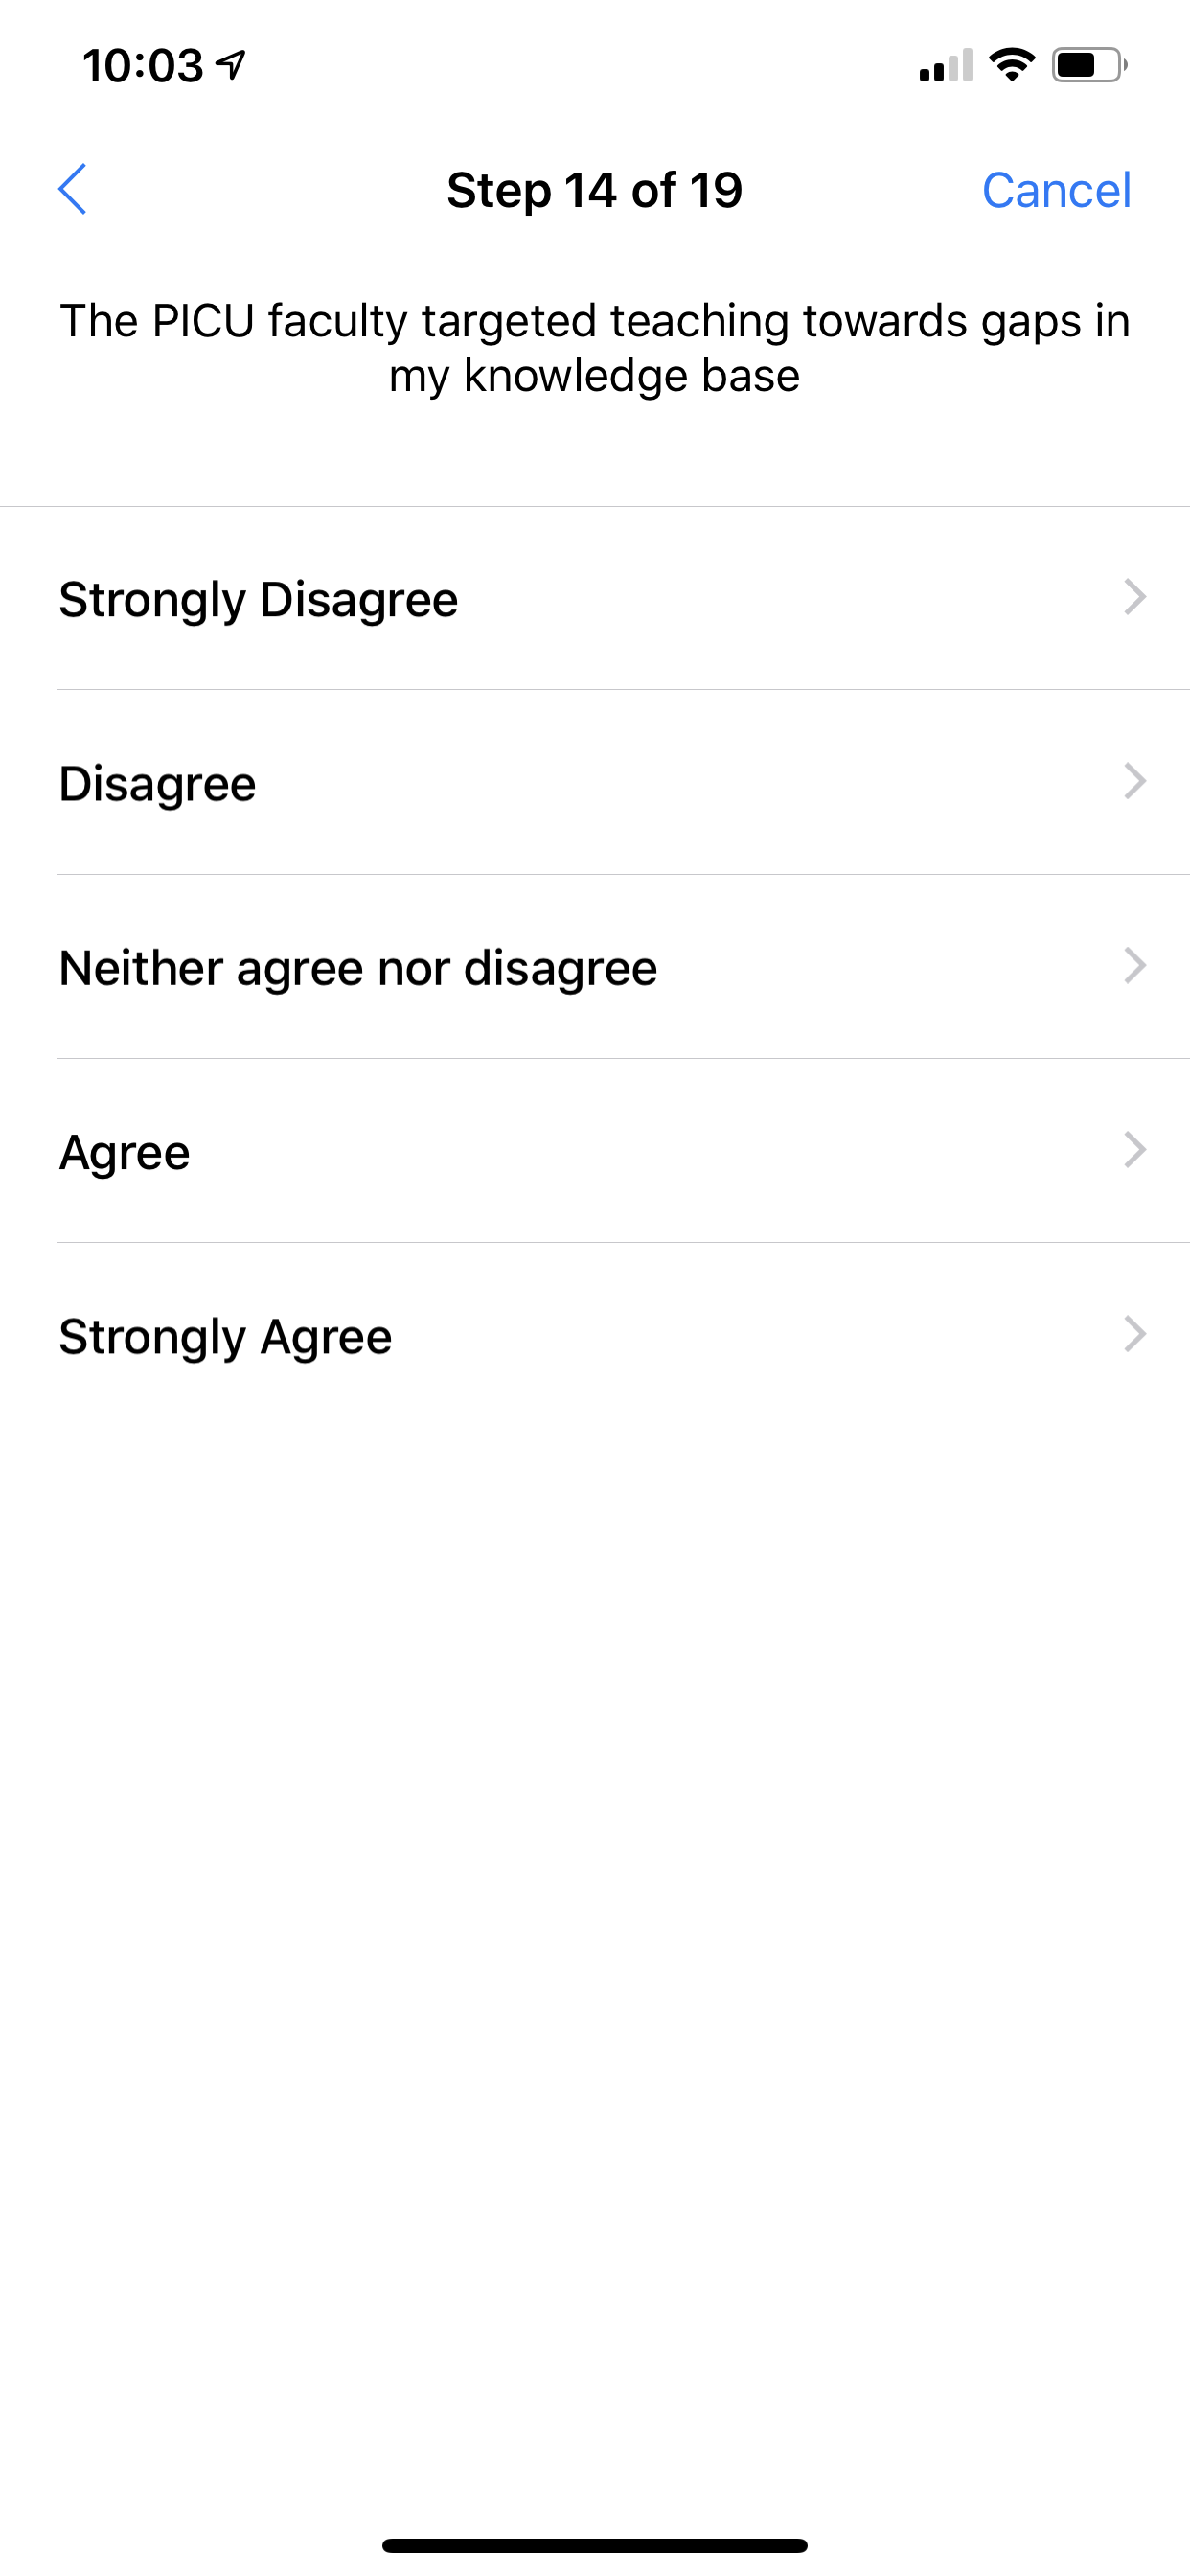 10:03
Step 14 of 19
Cancel
The PICU faculty targeted teaching towards gaps in
my knowledge base
Strongly Disagree
Disagree
Neither agree nor disagree
Agree
Strongly Agree